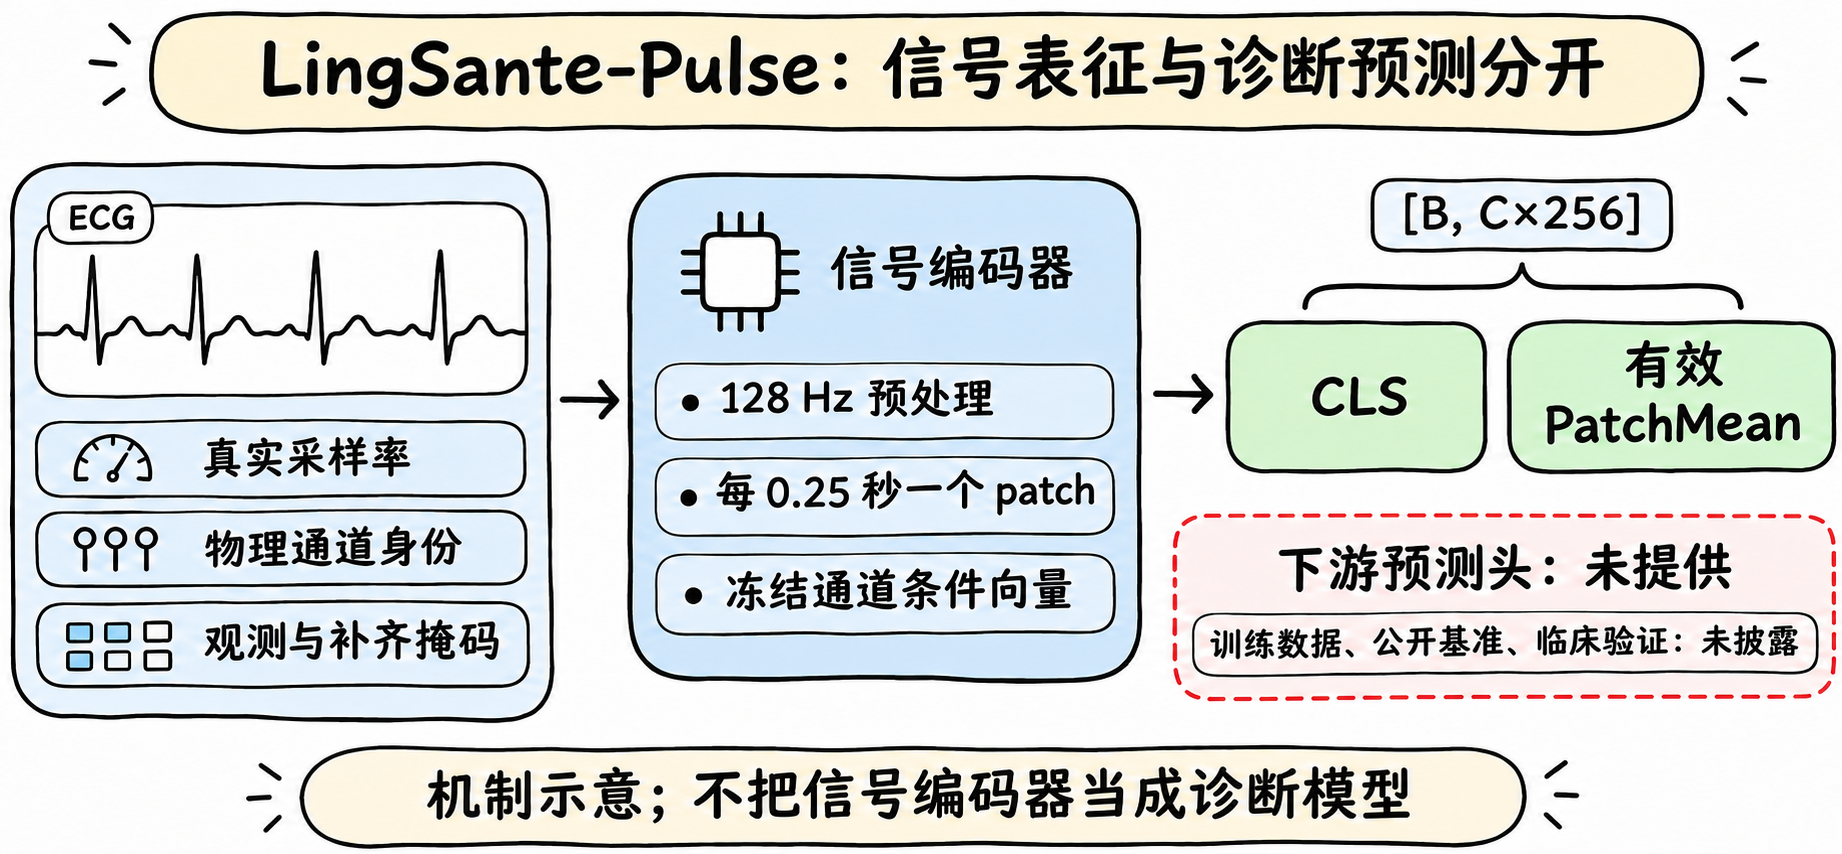 LingSante-Pulse：信号表征与诊断预测分开
ECG
真实采样率
物理通道身份
观测与补齐掩码
信号编码器
• 128 Hz 预处理
• 每 0.25 秒一个 patch
• 冻结通道条件向量
[B, C×256]
CLS
有效
PatchMean
下游预测头：未提供
训练数据、公开基准、临床验证：未披露
机制示意；不把信号编码器当成诊断模型